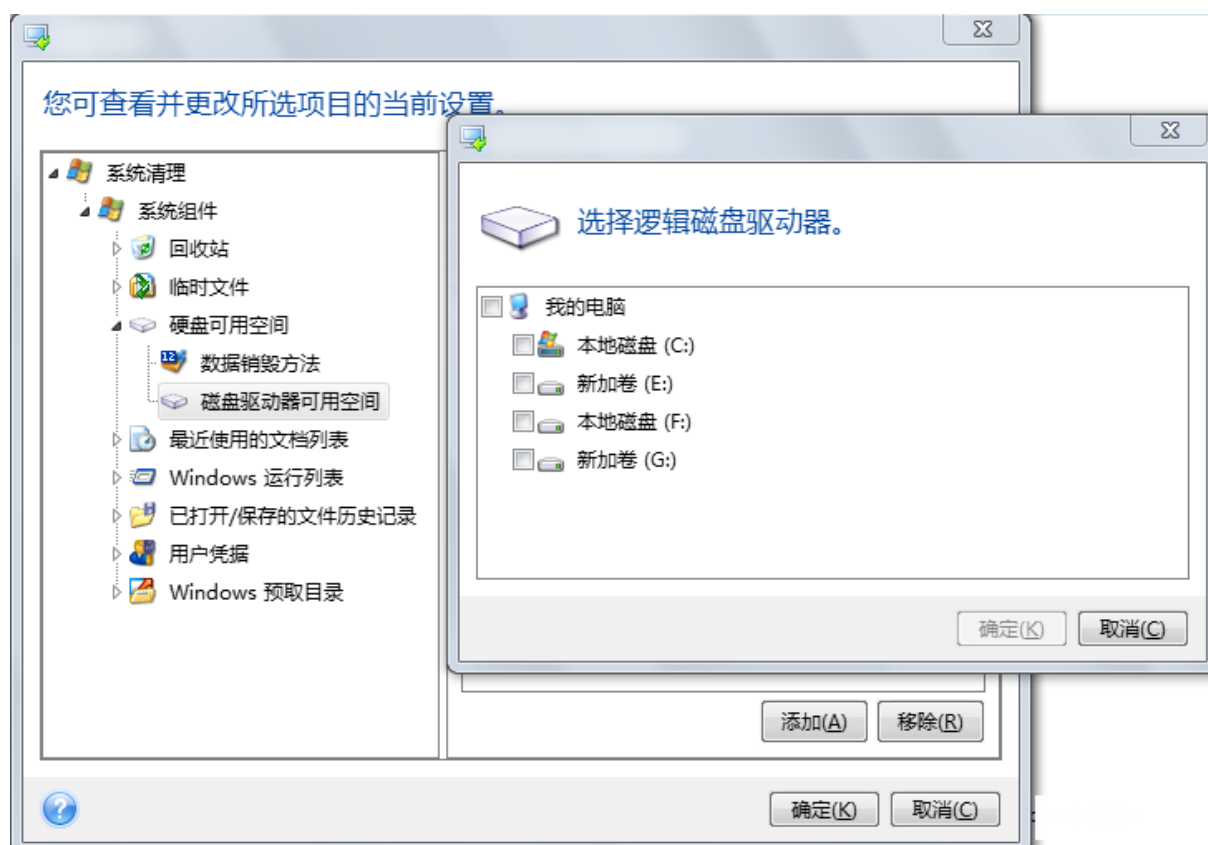 您可查看并更改所选项目的当前设置。
系统清理
系统组件
回收站
临时文件
硬盘可用空间
数据销毁方法
磁盘驱动器可用空间
最近使用的文档列表
Windows 运行列表
已打开/保存的文件历史记录
用户凭据
Windows 预取目录
选择逻辑磁盘驱动器。
我的电脑
本地磁盘 (C:)
新加卷 (E:)
本地磁盘 (F:)
新加卷 (G:)
确定(K) 取消(C)
添加(A) 移除(R)
确定(K) 取消(C)